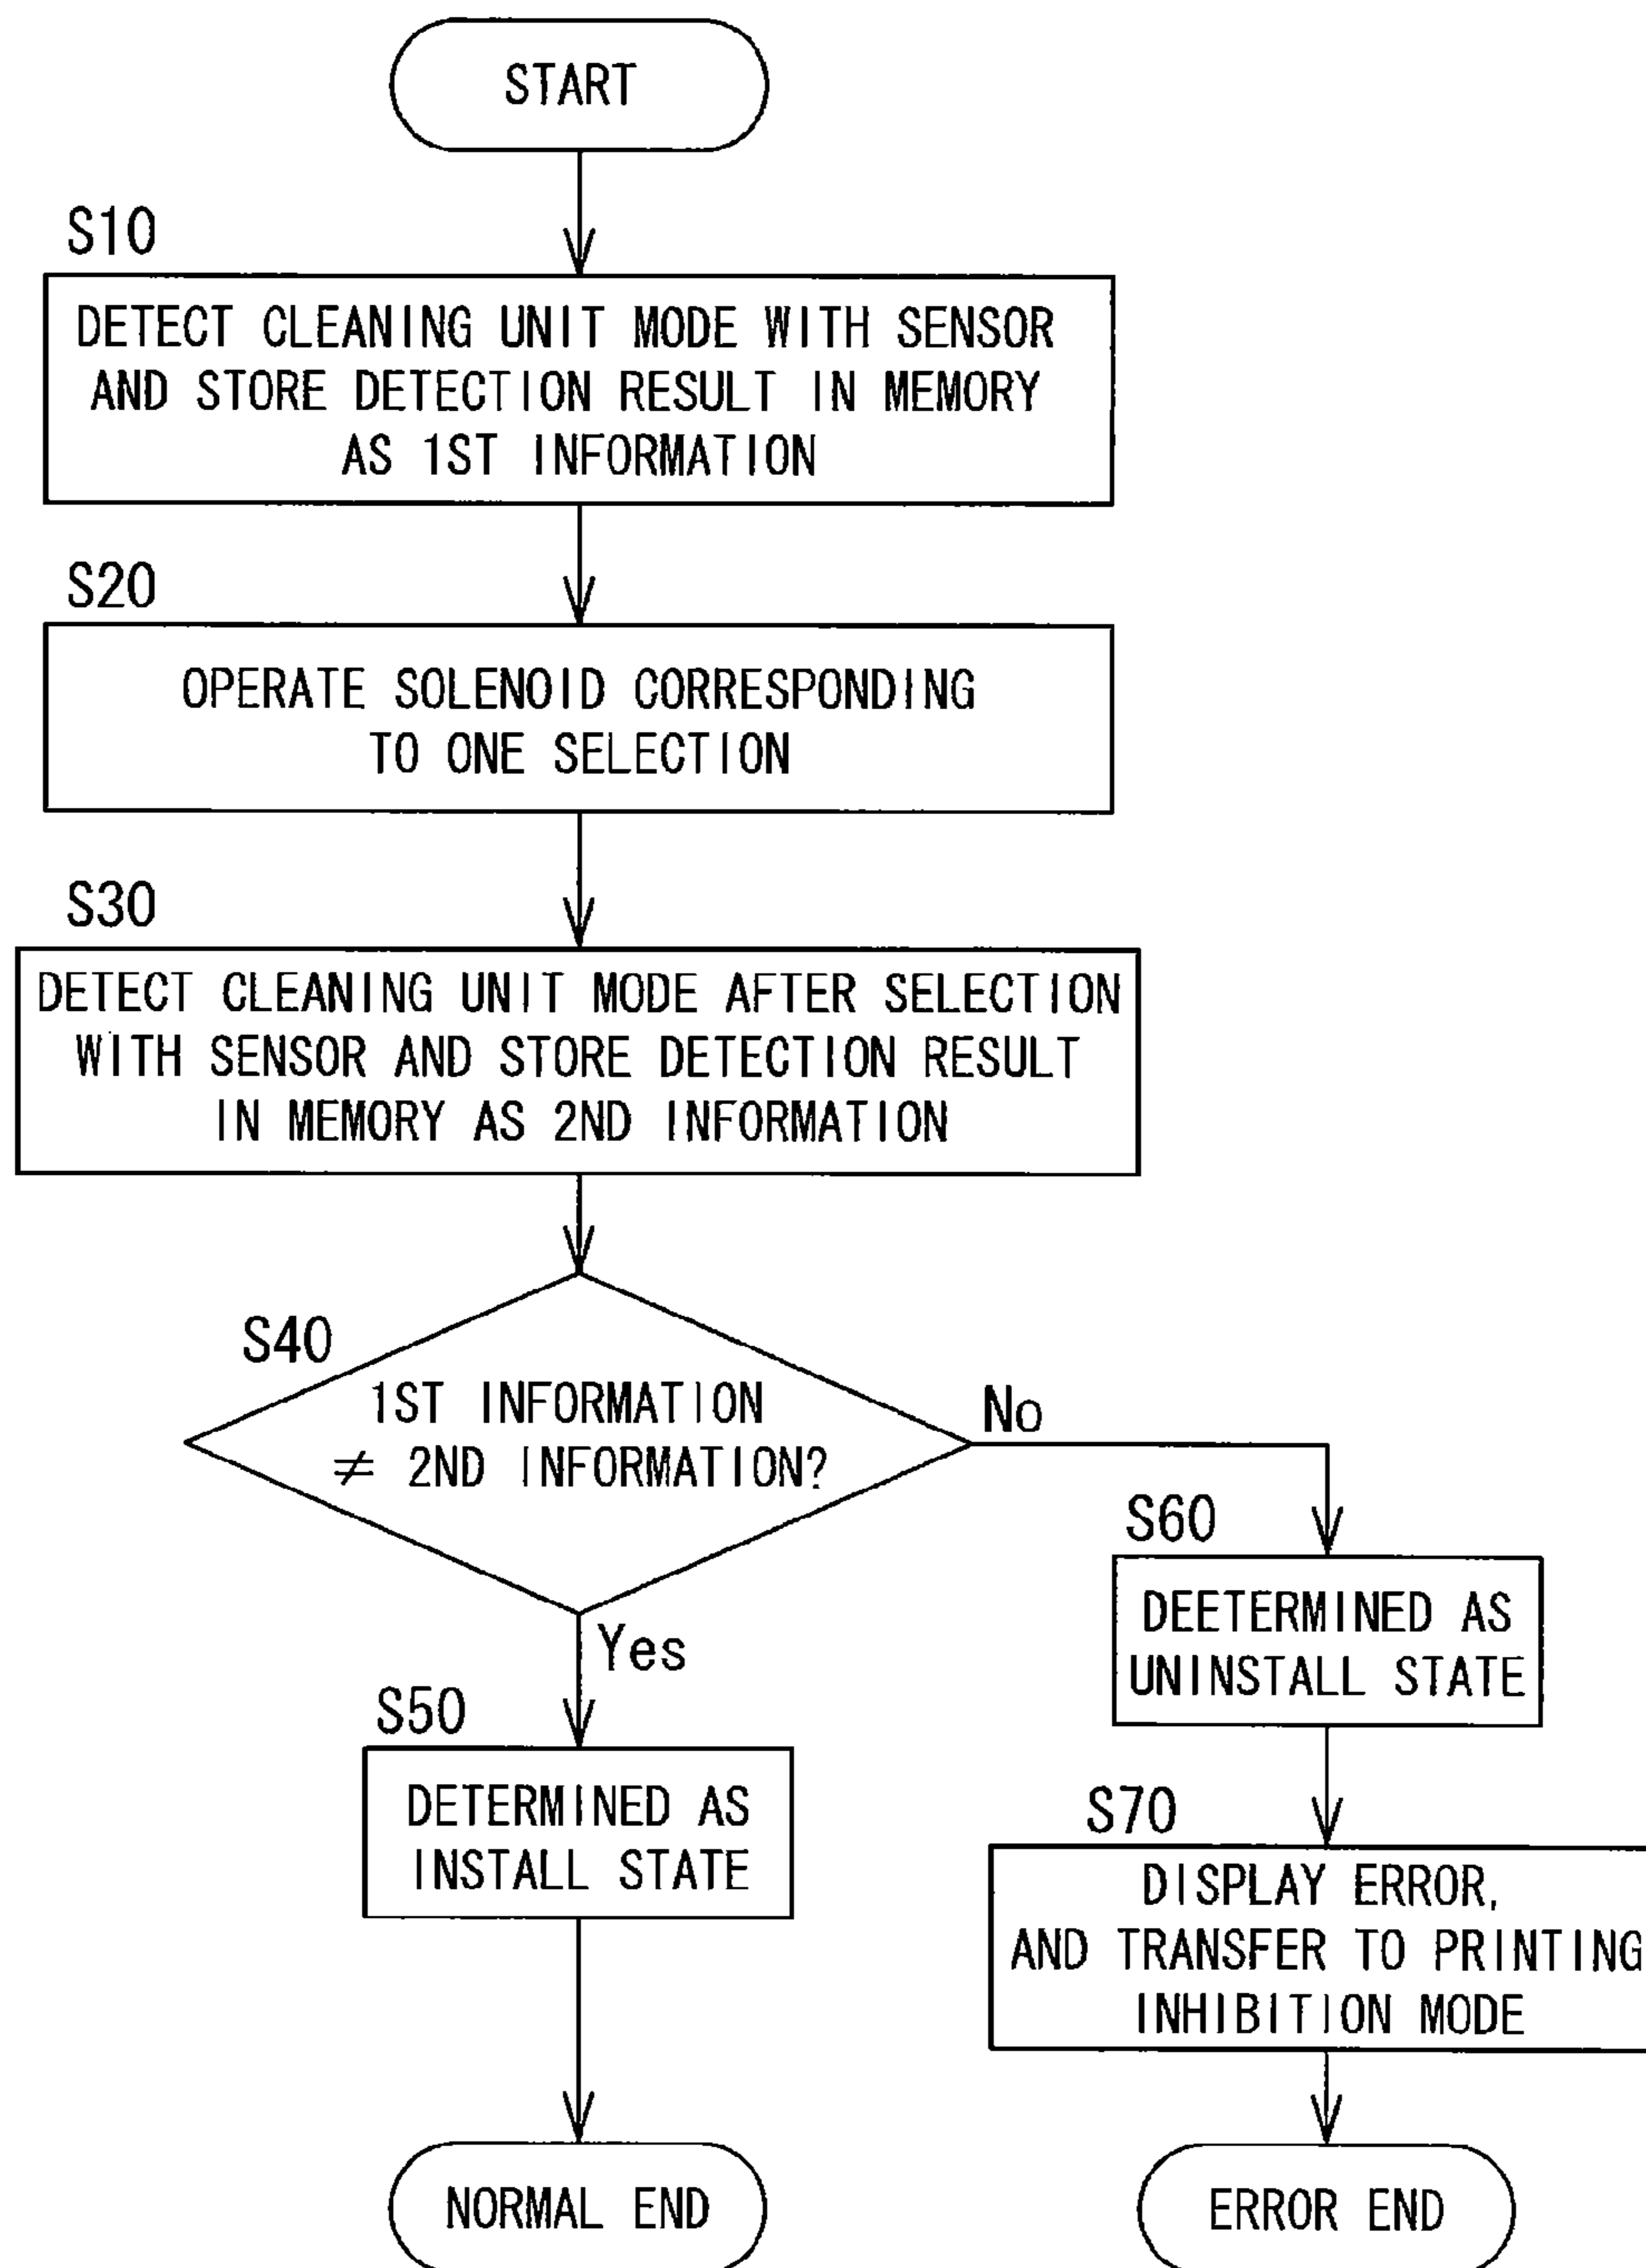 START
S10
DETECT CLEANING UNIT MODE WITH SENSOR
AND STORE DETECTION RESULT IN MEMORY
AS 1ST INFORMATION
S20
OPERATE SOLENOID CORRESPONDING
TO ONE SELECTION
S30
DETECT CLEANING UNIT MODE AFTER SELECTION
WITH SENSOR AND STORE DETECTION RESULT
IN MEMORY AS 2ND INFORMATION
S40
1ST INFORMATION
≠ 2ND INFORMATION?
No
Yes
S50
DETERMINED AS
INSTALL STATE
NORMAL END
S60
DEETERMINED AS
UNINSTALL STATE
S70
DISPLAY ERROR,
AND TRANSFER TO PRINTING
INHIBITION MODE
ERROR END